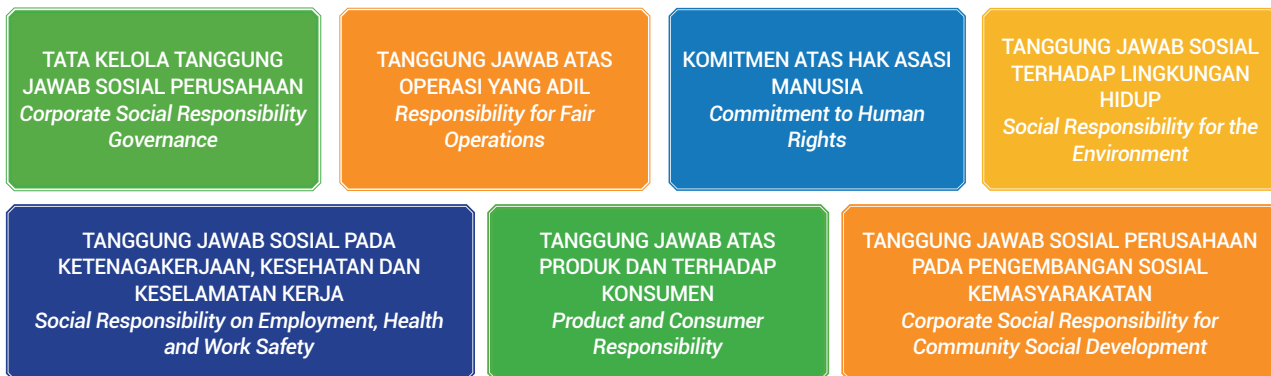 TATA KELOLA TANGGUNG
JAWAB SOSIAL PERUSAHAAN
Corporate Social Responsibility
Governance
TANGGUNG JAWAB ATAS
OPERASI YANG ADIL
Responsibility for Fair
Operations
KOMITMEN ATAS HAK ASASI
MANUSIA
Commitment to Human
Rights
TANGGUNG JAWAB SOSIAL
TERHADAP LINGKUNGAN
HIDUP
Social Responsibility for the
Environment
TANGGUNG JAWAB SOSIAL PADA
KETENAGAKERJAAN, KESEHATAN DAN
KESELAMATAN KERJA
Social Responsibility on Employment, Health
and Work Safety
TANGGUNG JAWAB ATAS
PRODUK DAN TERHADAP
KONSUMEN
Product and Consumer
Responsibility
TANGGUNG JAWAB SOSIAL PERUSAHAAN
PADA PENGEMBANGAN SOSIAL
KEMASYARAKATAN
Corporate Social Responsibility for
Community Social Development